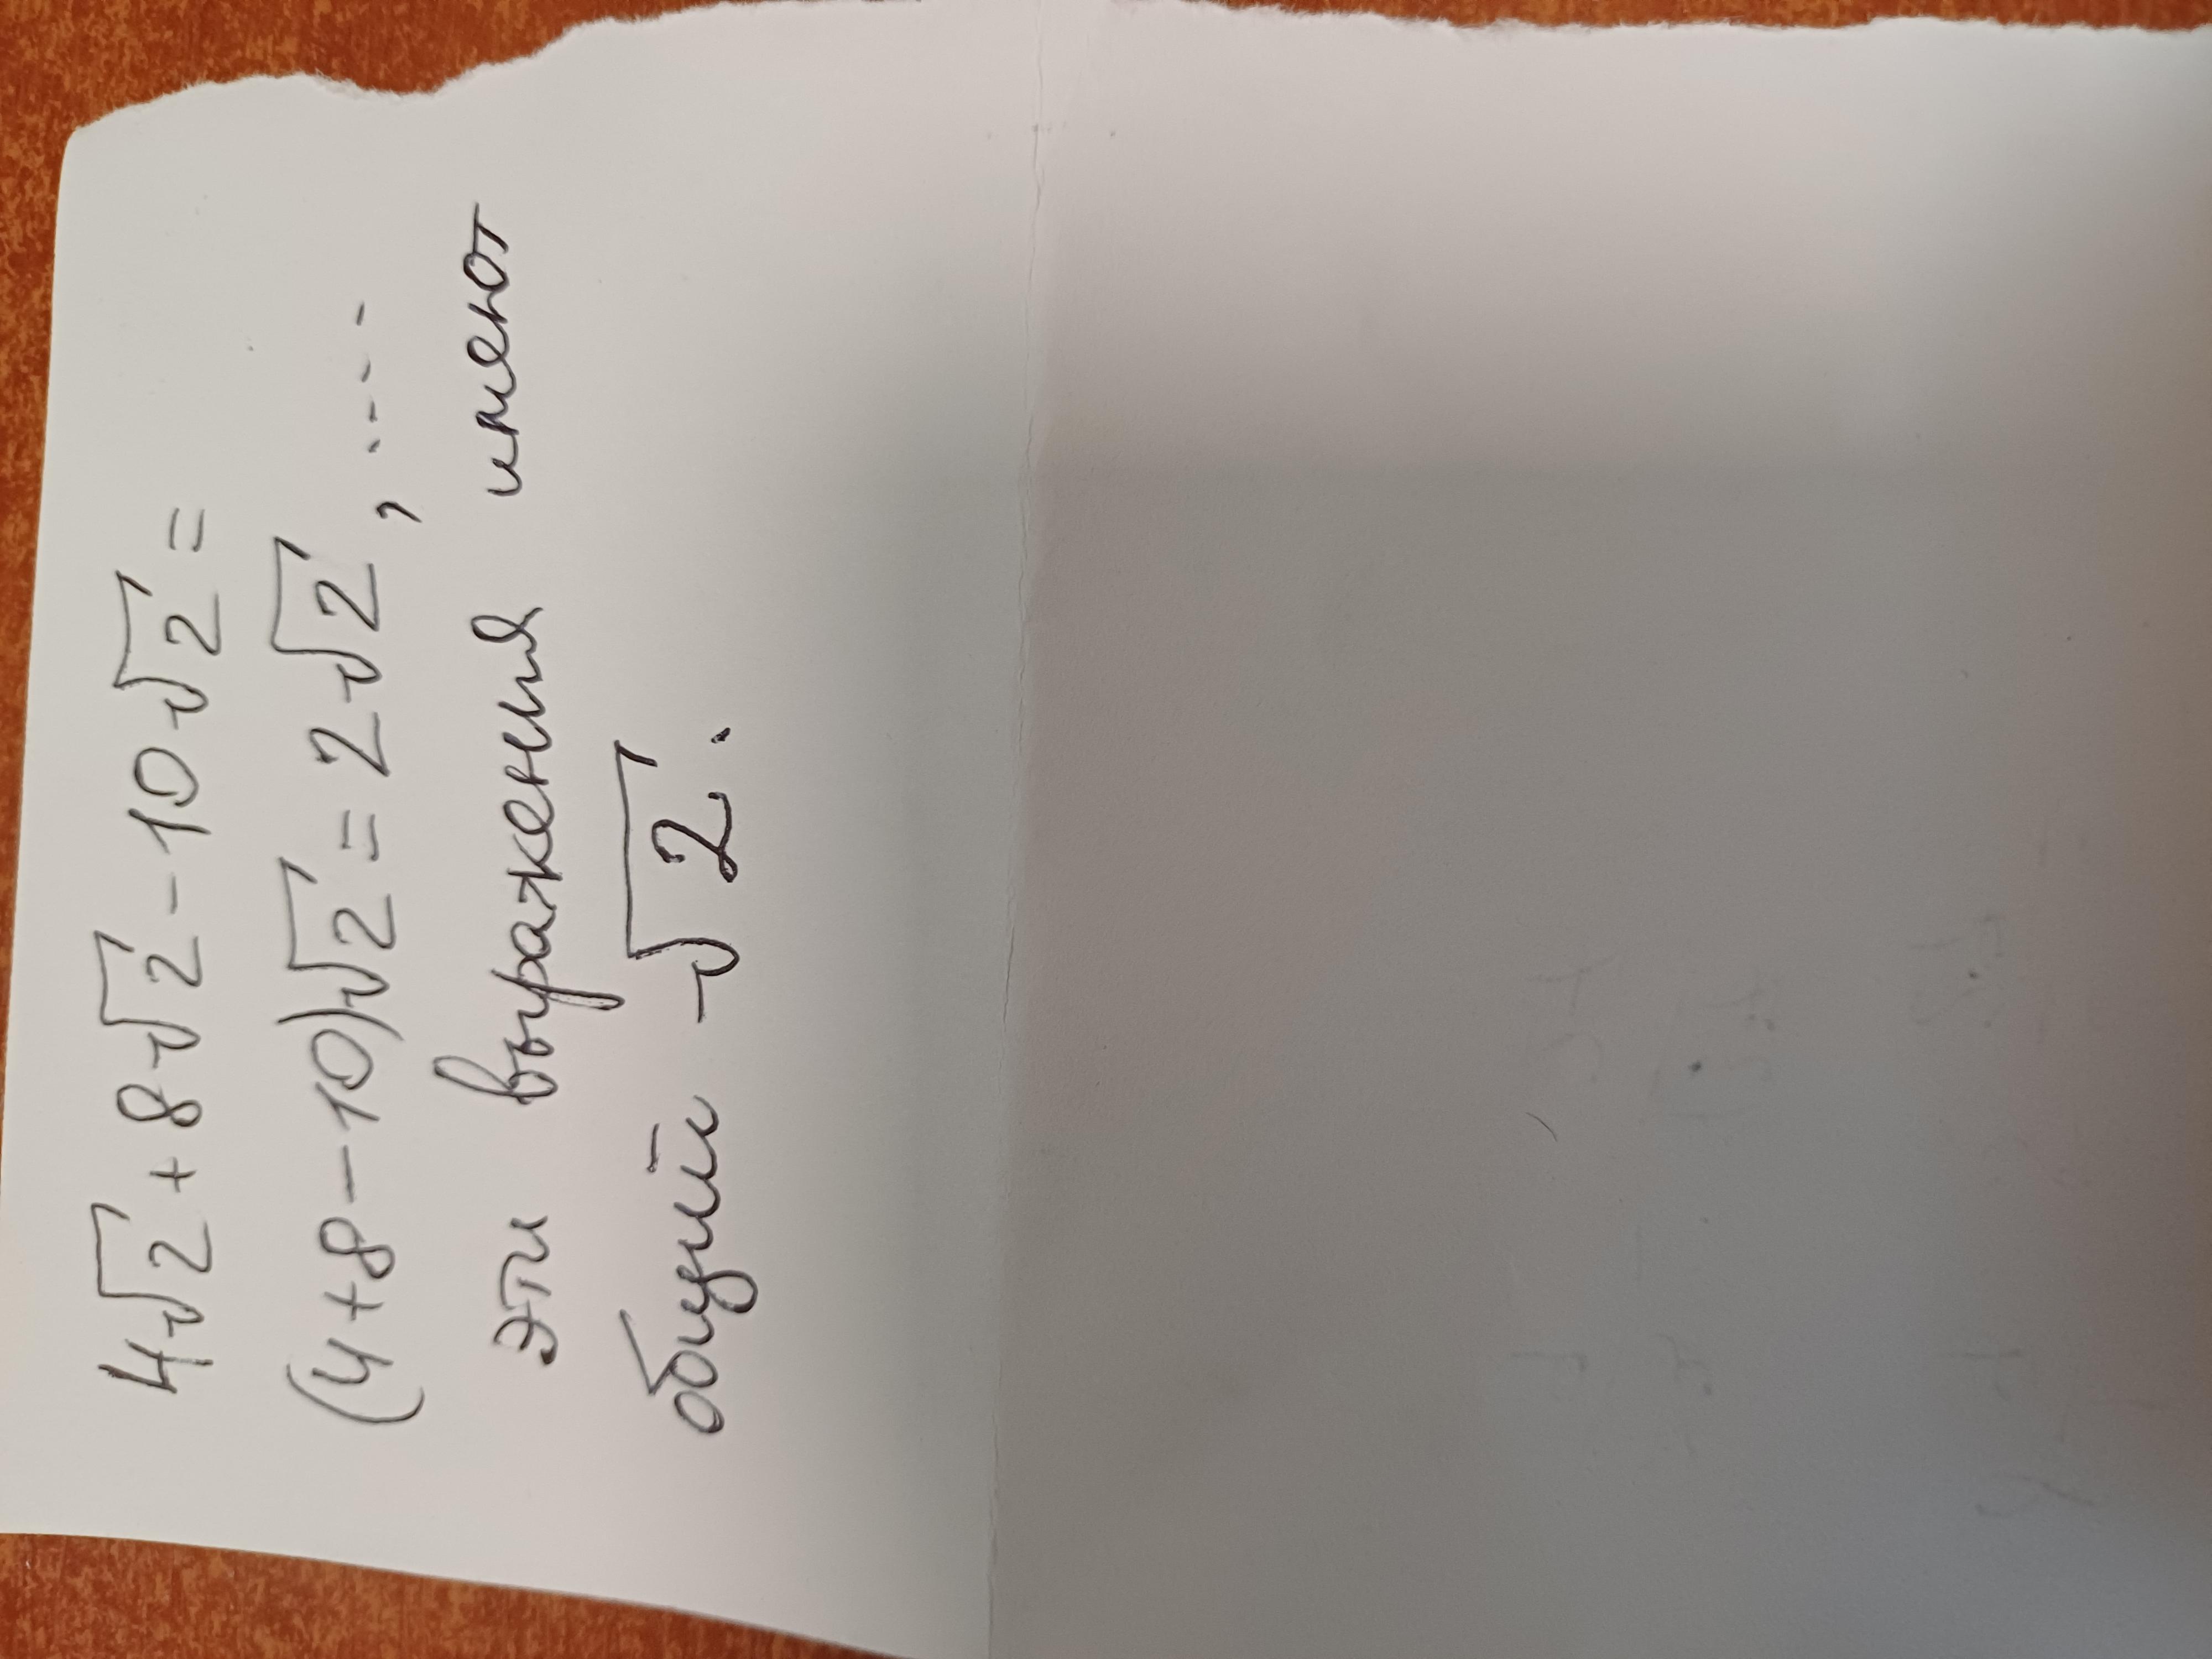 4√2 + 8√2 - 10√2 =
(4+8-10)√2 = 2√2, ----
эти выражения имеют
общий -√2.